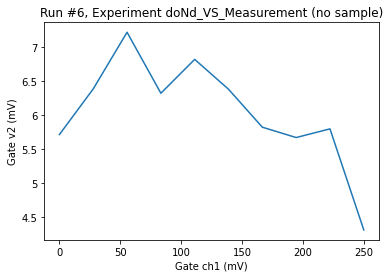 Run #6, Experiment doNd_VS_Measurement (no sample)
7
6.5
6
5.5
5
4.5
Gate v2 (mV)
0 50 100 150 200 250
Gate ch1 (mV)